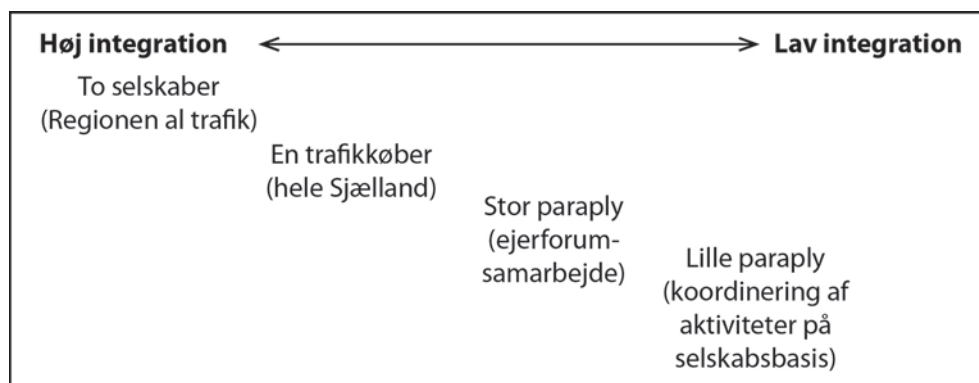 Høj integration
Lav integration
To selskaber
(Regionen al trafik)
En trafikkøber
(hele Sjælland)
Stor paraply
(ejerforum-
samarbejde)
Lille paraply
(koordinering af
aktiviteter på
selskabsbasis)